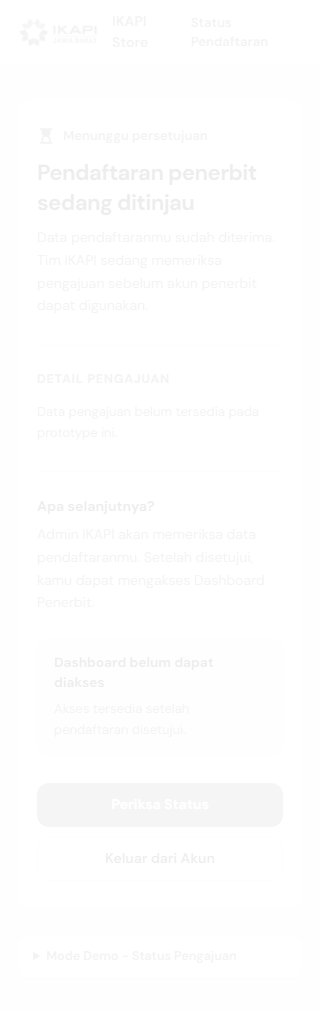 IKAPI
IKAPI Store
Status Pendaftaran
Menunggu persetujuan
Pendaftaran penerbit
sedang ditinjau
Data pendaftaranmu sudah diterima.
Tim IKAPI sedang memeriksa
pengajuan sebelum akun penerbit
dapat digunakan.
DETAIL PENGAJUAN
Data pengajuan belum tersedia pada
prototype ini.
Apa selanjutnya?
Admin IKAPI akan memeriksa data
pendaftaranmu. Setelah disetujui,
kamu dapat mengakses Dashboard
Penerbit.
Dashboard belum dapat
diakses
Akses tersedia setelah
pendaftaran disetujui.
Periksa Status
Keluar dari Akun
Mode Demo - Status Pengajuan